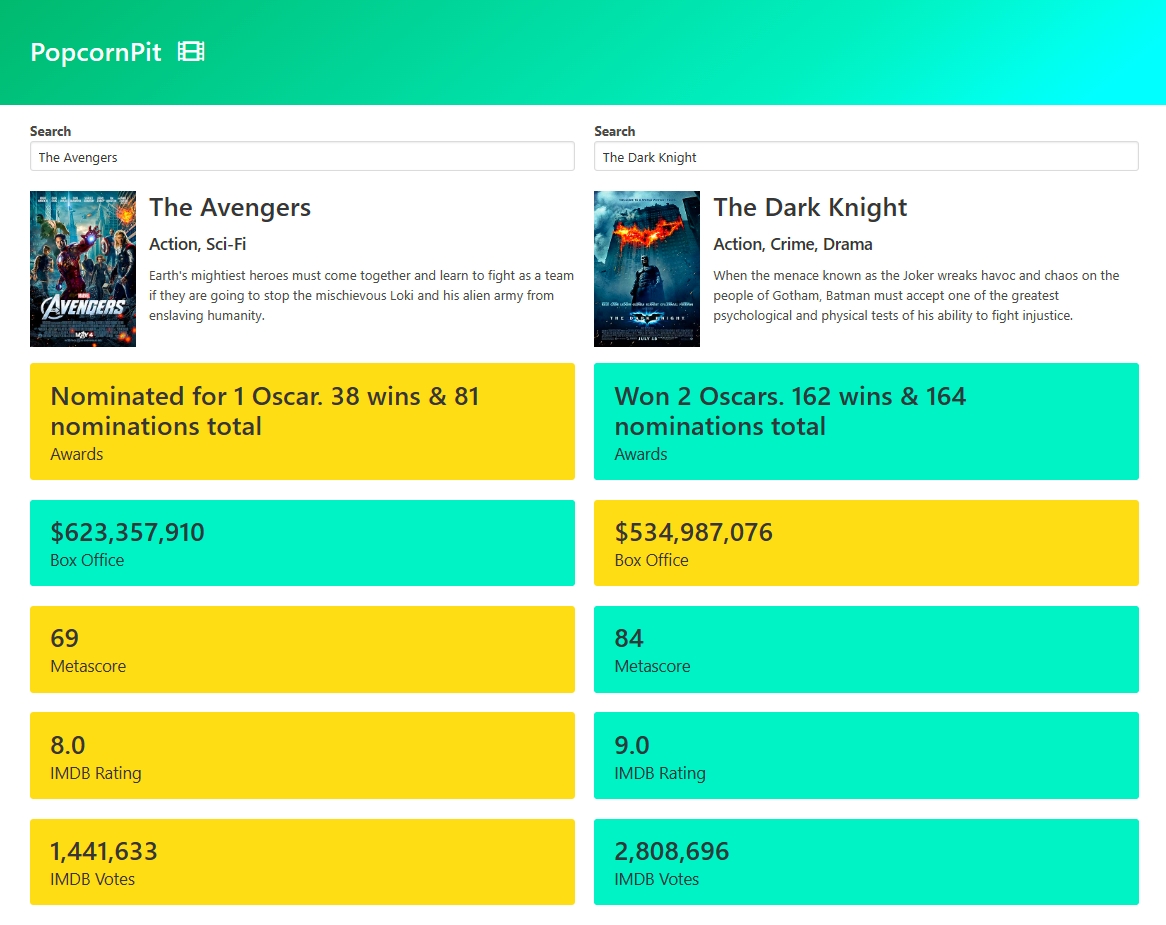 PopcornPit
Search
The Avengers
AVENGERS
The Avengers
Action, Sci-Fi
Earth's mightiest heroes must come together and learn to fight as a team
if they are going to stop the mischievous Loki and his alien army from
enslaving humanity.
Nominated for 1 Oscar. 38 wins & 81
nominations total
Awards
$623,357,910
Box Office
69
Metascore
8.0
IMDB Rating
1,441,633
IMDB Votes
Search
The Dark Knight
THE DARK KNIGHT
JULY 18
The Dark Knight
Action, Crime, Drama
When the menace known as the Joker wreaks havoc and chaos on the
people of Gotham, Batman must accept one of the greatest
psychological and physical tests of his ability to fight injustice.
Won 2 Oscars. 162 wins & 164
nominations total
Awards
$534,987,076
Box Office
84
Metascore
9.0
IMDB Rating
2,808,696
IMDB Votes